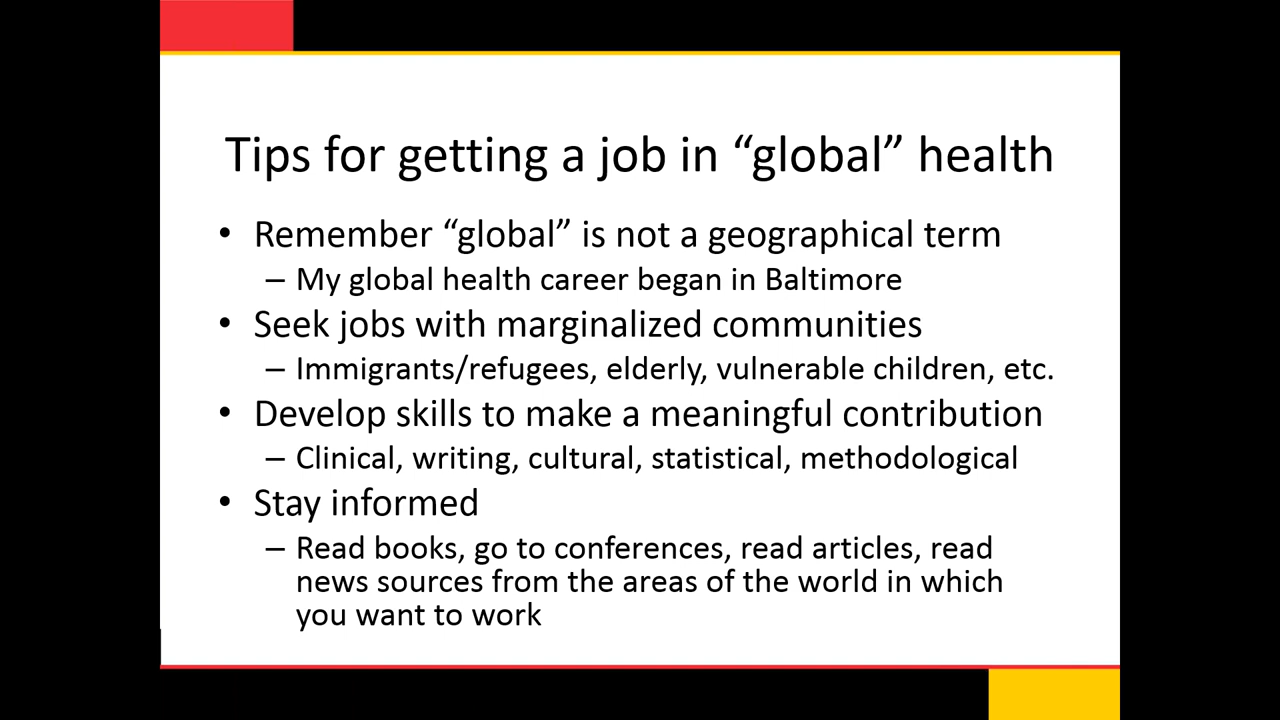 Tips for getting a job in “global” health
• Remember “global” is not a geographical term
– My global health career began in Baltimore
• Seek jobs with marginalized communities
– Immigrants/refugees, elderly, vulnerable children, etc.
• Develop skills to make a meaningful contribution
– Clinical, writing, cultural, statistical, methodological
• Stay informed
– Read books, go to conferences, read articles, read
news sources from the areas of the world in which
you want to work